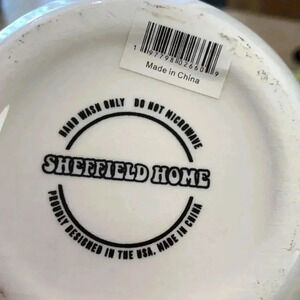 Made in China
HAND WASH ONLY DO NOT MICROWAVE
SHEFFIELD HOME
PROUDLY DESIGNED IN THE USA. MADE IN CHINA